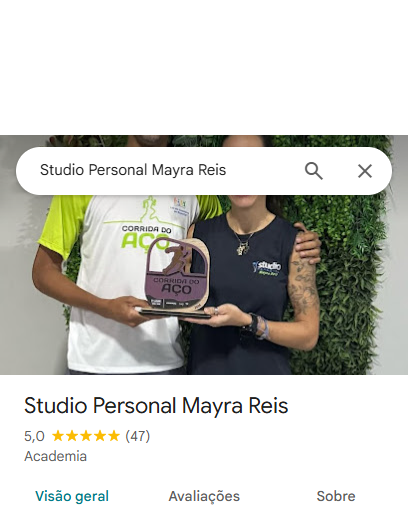 Studio Personal Mayra Reis
CORRIDA DO
AÇO
studio
CORRIDA DO
AÇO
Studio Personal Mayra Reis
5,0 (47)
Academia
Visão geral
Avaliações
Sobre